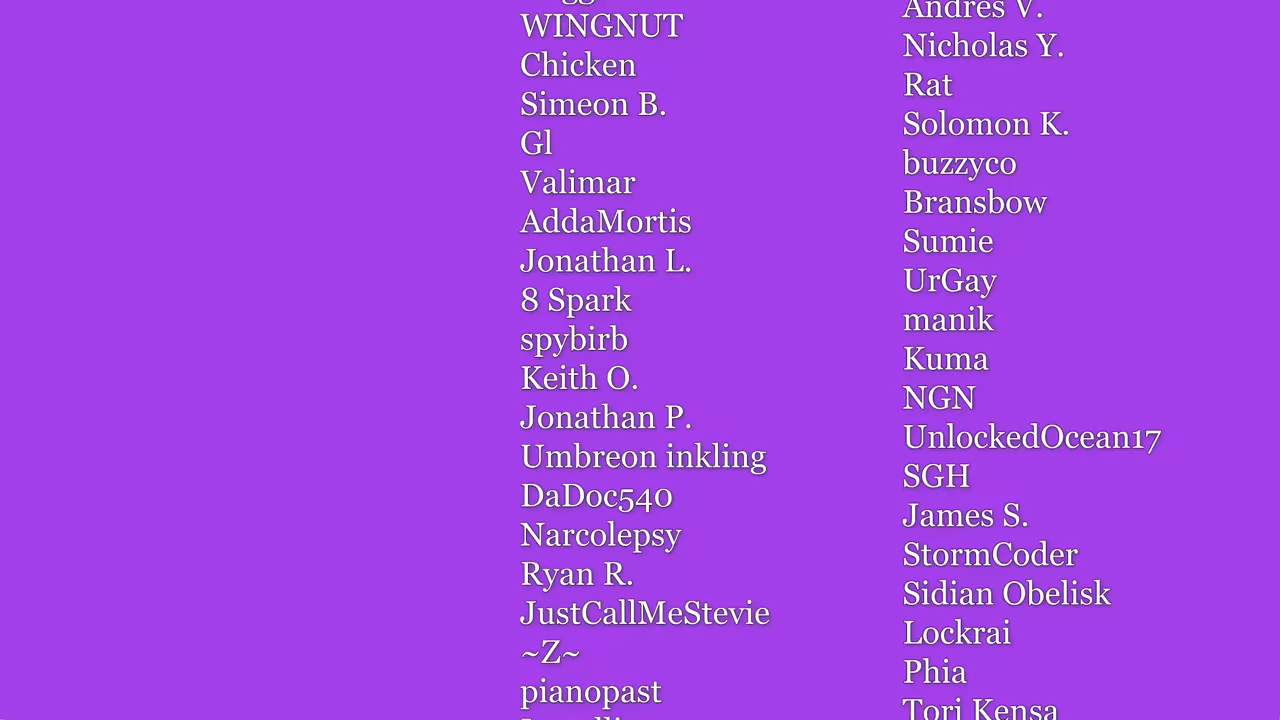 WINGNUT
Chicken
Simeon B.
Gl
Valimar
AddaMortis
Jonathan L.
8 Spark
spybirb
Keith O.
Jonathan P.
Umbreon inkling
DaDoc540
Narcolepsy
Ryan R.
JustCallMeStevie
~Z~
pianopast
Andres V.
Nicholas Y.
Rat
Solomon K.
buzzyco
Bransbow
Sumie
UrGay
manik
Kuma
NGN
UnlockedOcean17
SGH
James S.
StormCoder
Sidian Obelisk
Lockrai
Phia
Tori Kensa